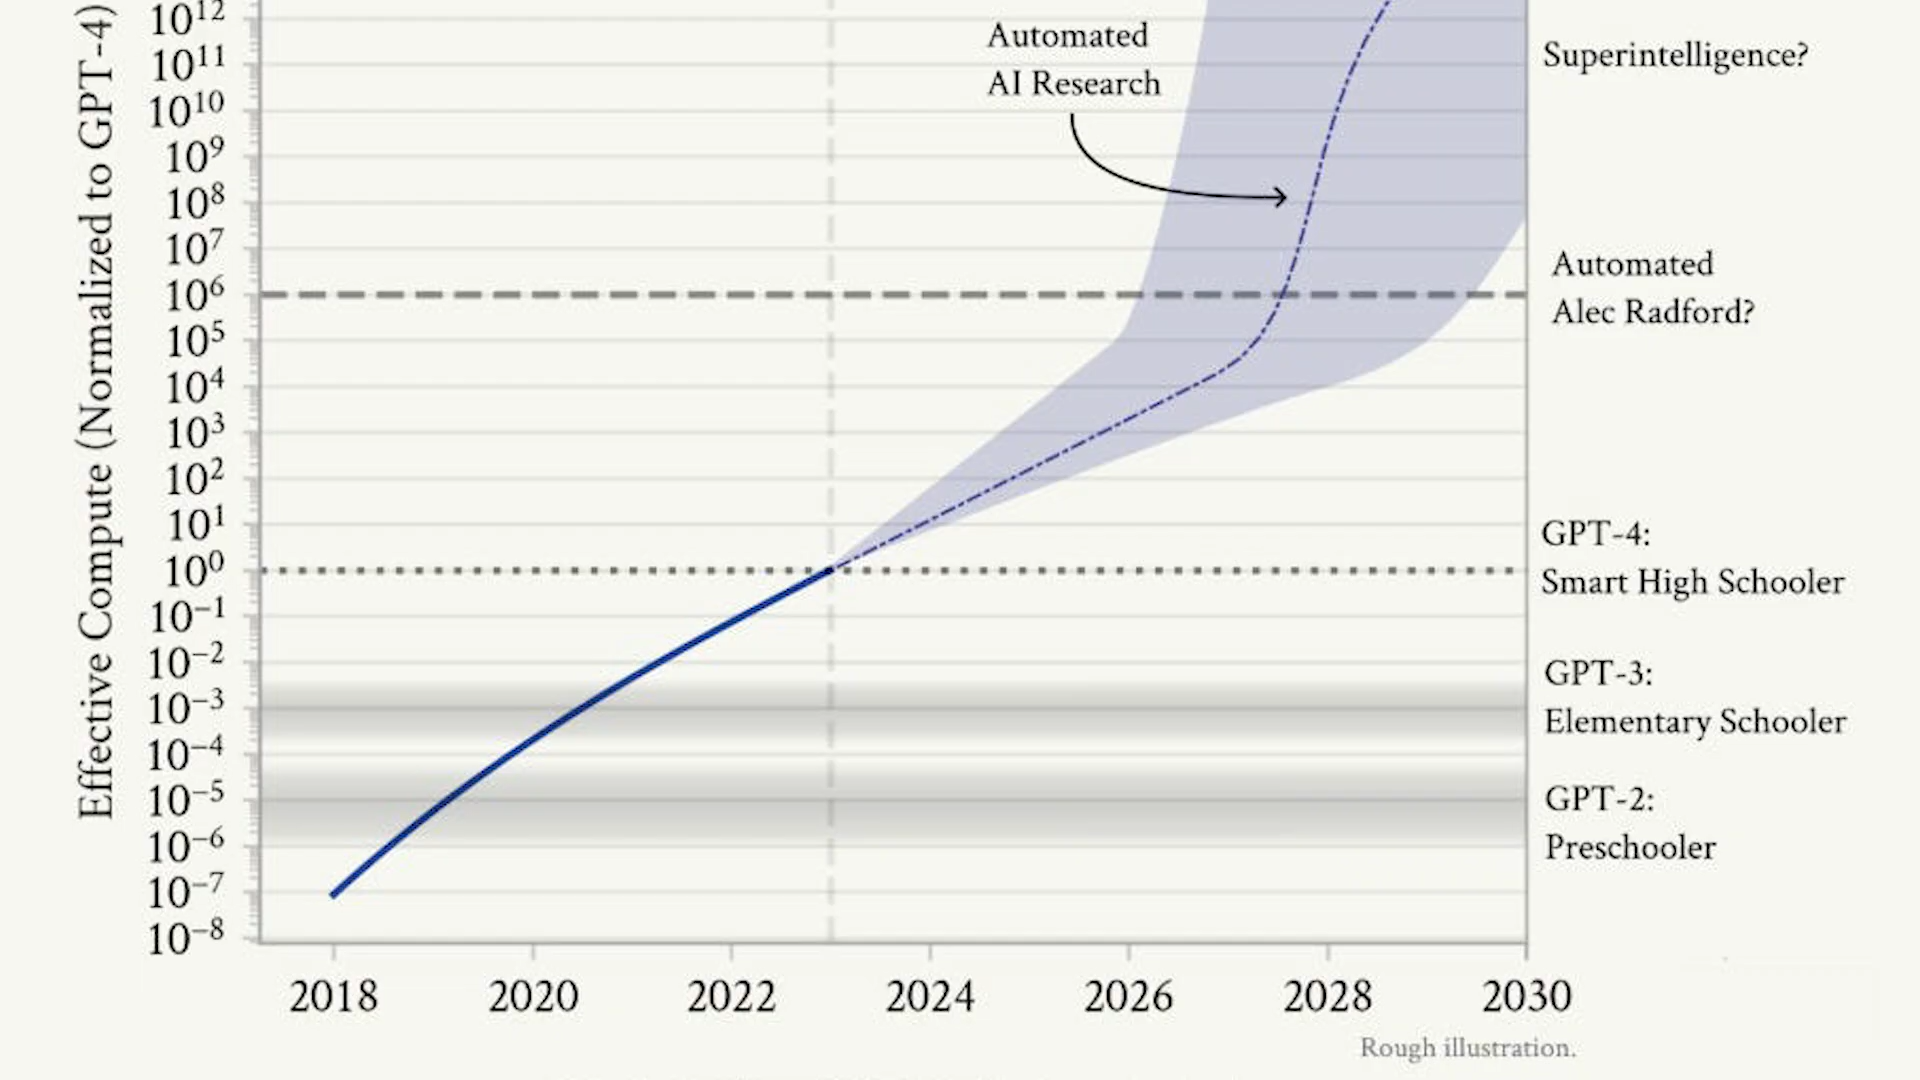 Effective Compute (Normalized to GPT-4)
10¹²
10¹¹
10¹⁰
10⁹
10⁸
10⁷
10⁶
10⁵
10⁴
10³
10²
10¹
10⁰
10⁻¹
10⁻²
10⁻³
10⁻⁴
10⁻⁵
10⁻⁶
10⁻⁷
10⁻⁸
Automated
AI Research
Superintelligence?
Automated
Alec Radford?
GPT-4:
Smart High Schooler
GPT-3:
Elementary Schooler
GPT-2:
Preschooler
2018 2020 2022 2024 2026 2028 2030
Rough illustration.